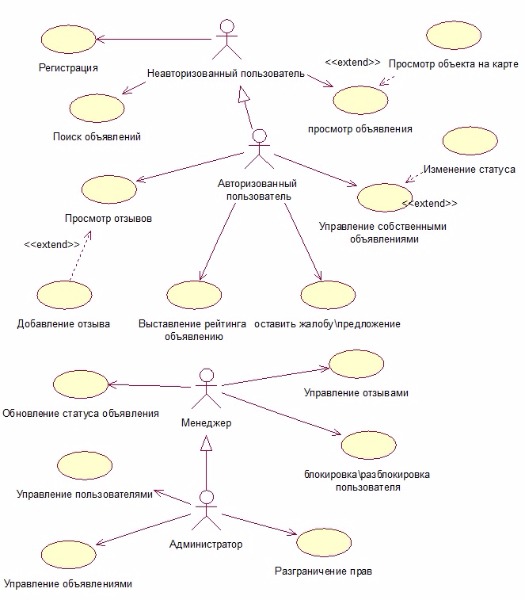 Регистрация
Неавторизованный пользователь
<<extend>>
Просмотр объекта на карте
Поиск объявлений
просмотр объявления
Изменение статуса
Авторизованный
пользователь
Просмотр отзывов
<<extend>>
Управление собственными
объявлениями
<<extend>>
Добавление отзыва
Выставление рейтинга
объявлению
оставить жалобу\предложение
Управление отзывами
Обновление статуса объявления
Менеджер
блокировка\разблокировка
пользователя
Управление пользователями
Администратор
Управление объявлениями
Разграничение прав